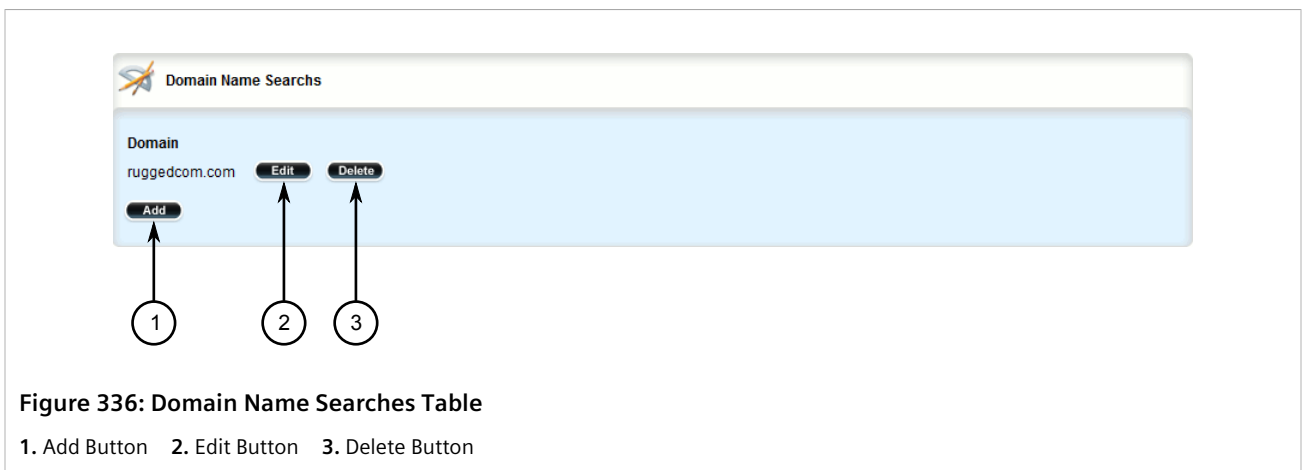 Domain Name Searchs
Domain
ruggedcom.com Edit Delete
Add
1 2 3
Figure 336: Domain Name Searches Table
1. Add Button 2. Edit Button 3. Delete Button